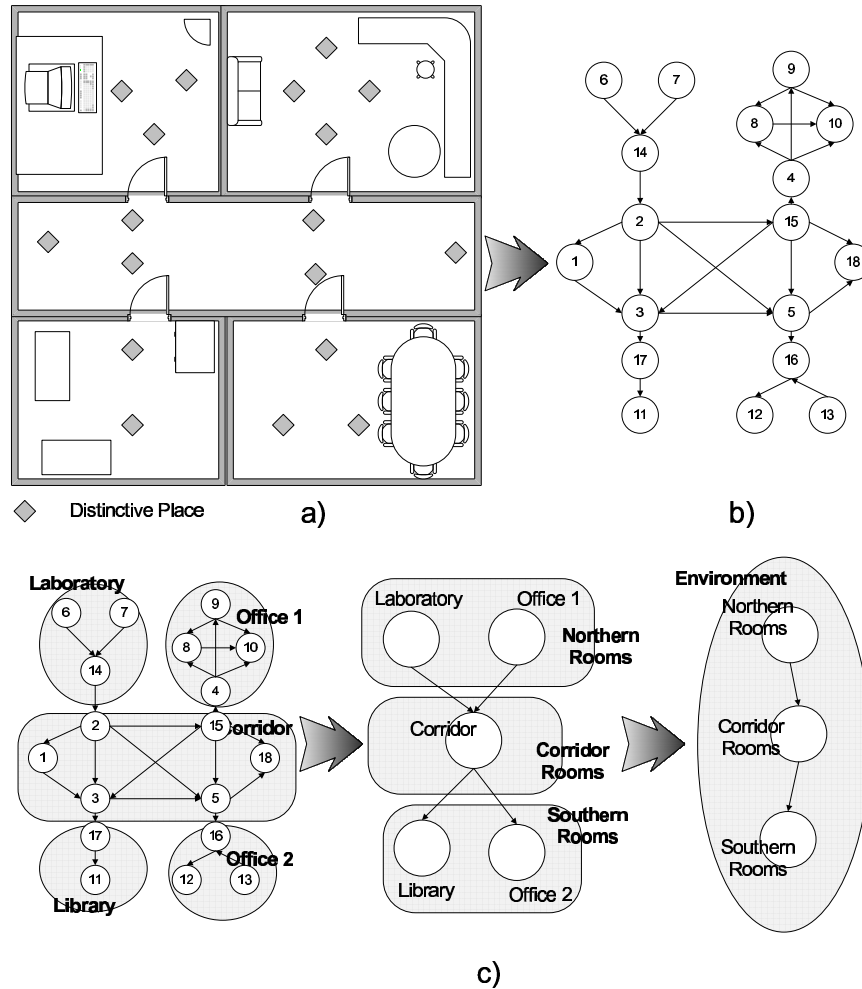 Distinctive Place
a)
6
7
9
8
10
14
4
2
15
1
18
3
5
17
16
11
12
13
b)
Laboratory
6
7
9
Office 1
8
10
14
4
2
15
Corridor
1
18
3
5
17
16
Office 2
11
12
13
Library
Laboratory
Office 1
Northern
Rooms
Corridor
Corridor
Rooms
Southern
Rooms
Library
Office 2
Environment
Northern
Rooms
Corridor
Rooms
Southern
Rooms
c)